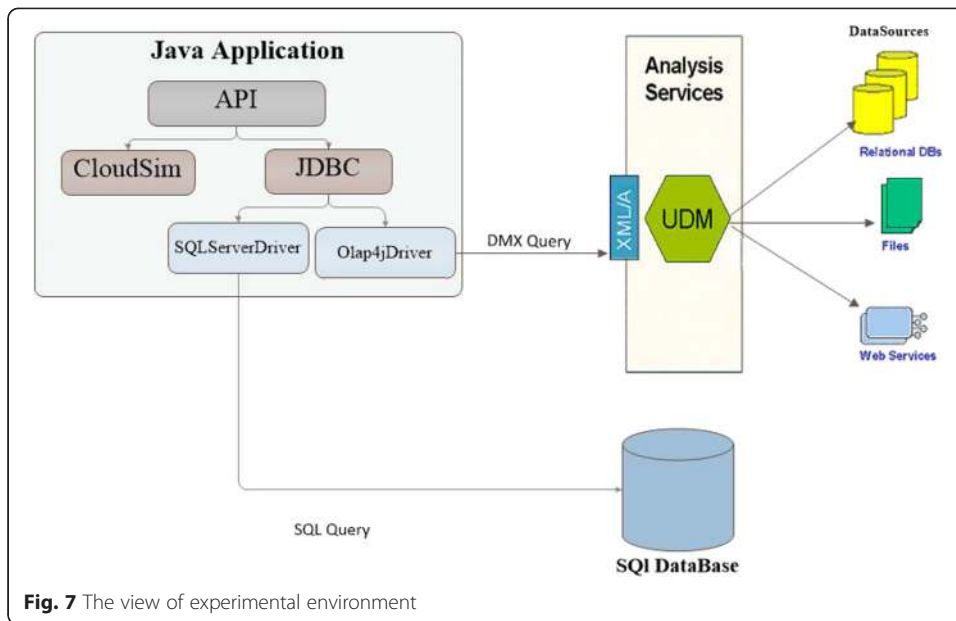 Java Application
API
CloudSim
JDBC
SQLServerDriver
Olap4jDriver
DMX Query
XML/A
Analysis
Services
UDM
DataSources
Relational DBs
Files
Web Services
SQL Query
SQl DataBase
Fig. 7 The view of experimental environment